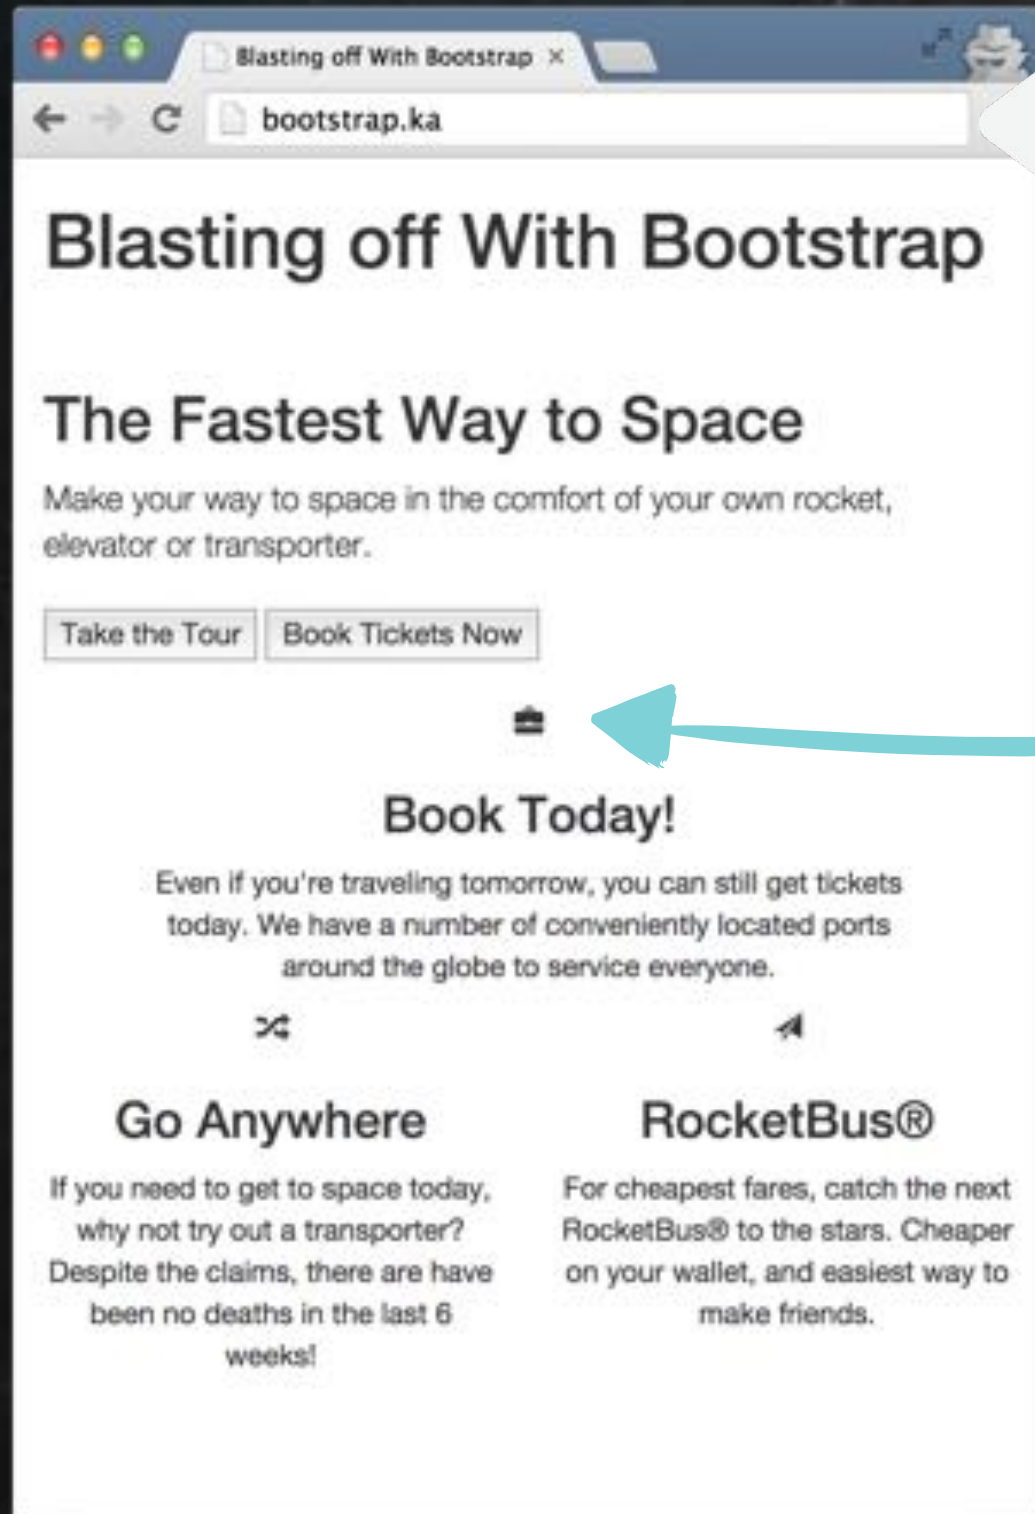 Blasting off With Bootstrap
bootstrap.ka
Blasting off With Bootstrap
The Fastest Way to Space
Make your way to space in the comfort of your own rocket,
elevator or transporter.
Take the Tour Book Tickets Now
Book Today!
Even if you're traveling tomorrow, you can still get tickets
today. We have a number of conveniently located ports
around the globe to service everyone.
Go Anywhere
If you need to get to space today,
why not try out a transporter?
Despite the claims, there are have
been no deaths in the last 6
weeks!
RocketBus®
For cheapest fares, catch the next
RocketBus® to the stars. Cheaper
on your wallet, and easiest way to
make friends.